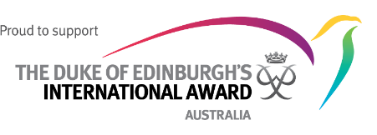 Proud to support
THE DUKE OF EDINBURGH'S
INTERNATIONAL AWARD
AUSTRALIA